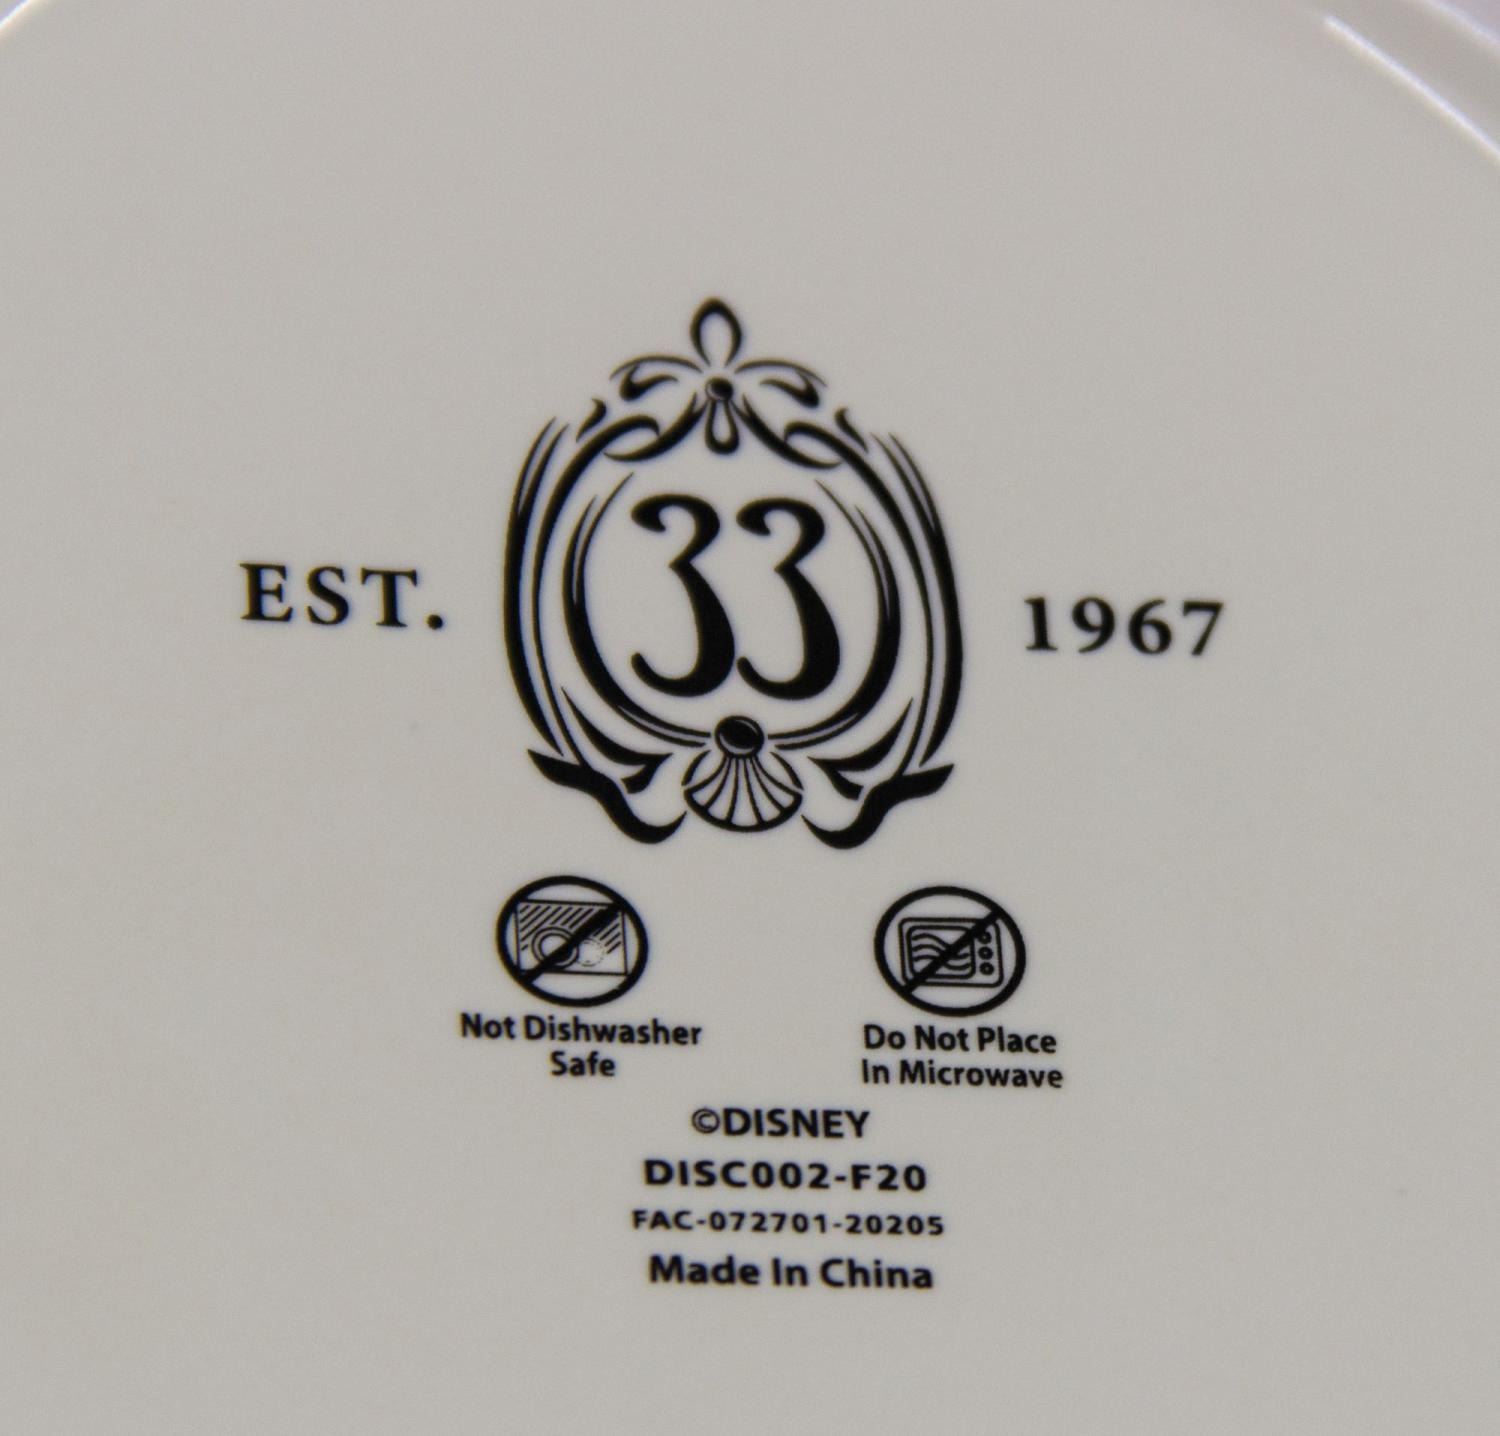 EST. 33 1967
Not Dishwasher
Safe
Do Not Place
In Microwave
©DISNEY
DISC002-F20
FAC-072701-20205
Made In China